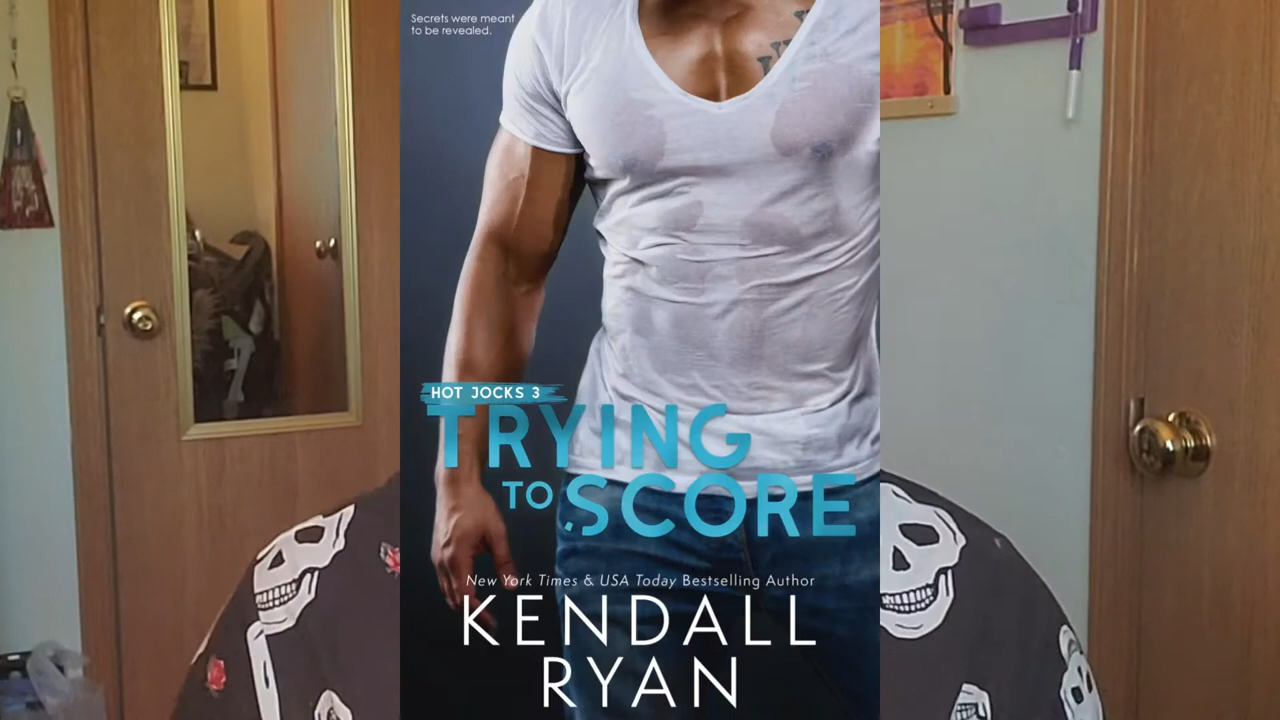 Secrets were meant
to be revealed.
HOT JOCKS 3
TRYING
TO SCORE
New York Times & USA Today Bestselling Author
KENDALL
RYAN